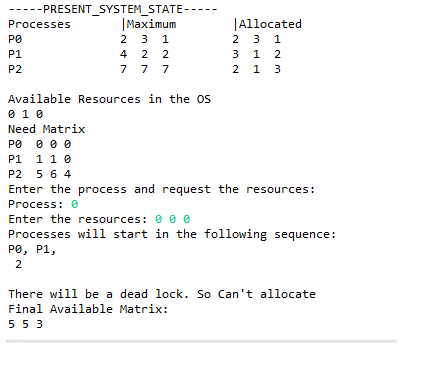 -----PRESENT_SYSTEM_STATE-----
Processes |Maximum |Allocated
P0 2 3 1 2 3 1
P1 4 2 2 3 1 2
P2 7 7 7 2 1 3
Available Resources in the OS
0 1 0
Need Matrix
P0 0 0 0
P1 1 1 0
P2 5 6 4
Enter the process and request the resources:
Process: 0
Enter the resources: 0 0 0
Processes will start in the following sequence:
P0, P1,
2
There will be a dead lock. So Can't allocate
Final Available Matrix:
5 5 3